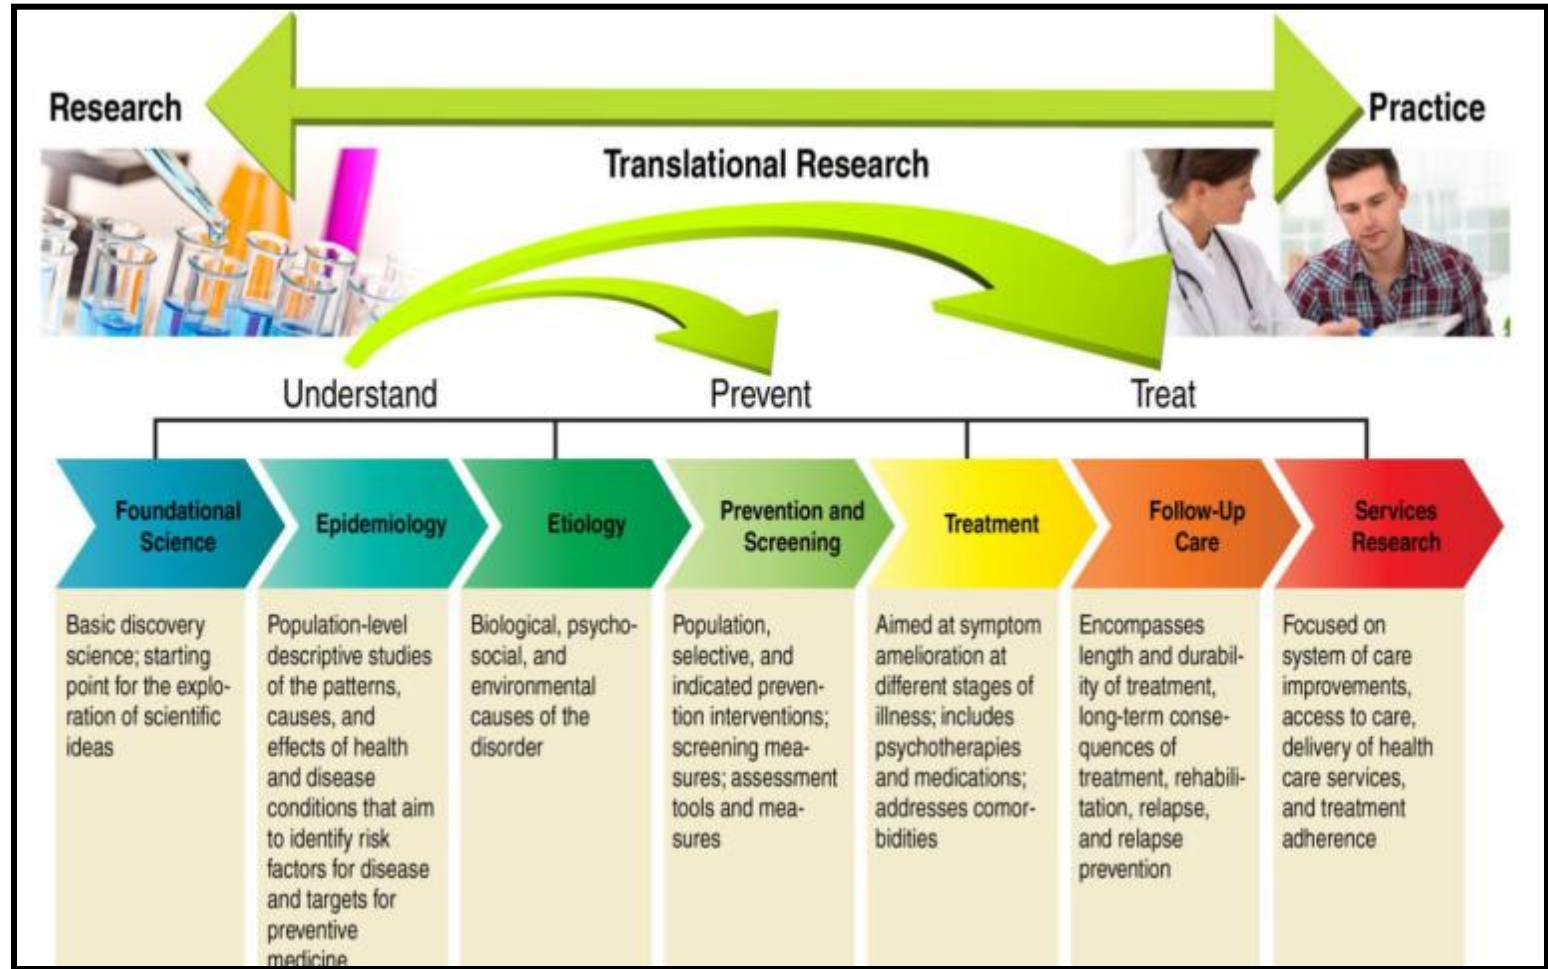 Research
Practice
Translational Research
Understand
Prevent
Treat
Foundational
Science
Epidemiology
Etiology
Prevention and
Screening
Treatment
Follow-Up
Care
Services
Research
Basic discovery
science; starting
point for the explo-
ration of scientific
ideas
Population-level
descriptive studies
of the patterns,
causes, and
effects of health
and disease
conditions that aim
to identify risk
factors for disease
and targets for
preventive
medicine
Biological, psycho-
social, and
environmental
causes of the
disorder
Population,
selective, and
indicated preven-
tion interventions;
screening mea-
sures; assessment
tools and mea-
sures
Aimed at symptom
amelioration at
different stages of
illness; includes
psychotherapies
and medications;
addresses comor-
bidities
Encompasses
length and durabil-
ity of treatment,
long-term conse-
quences of
treatment, rehabili-
tation, relapse,
and relapse
prevention
Focused on
system of care
improvements,
access to care,
delivery of health
care services,
and treatment
adherence